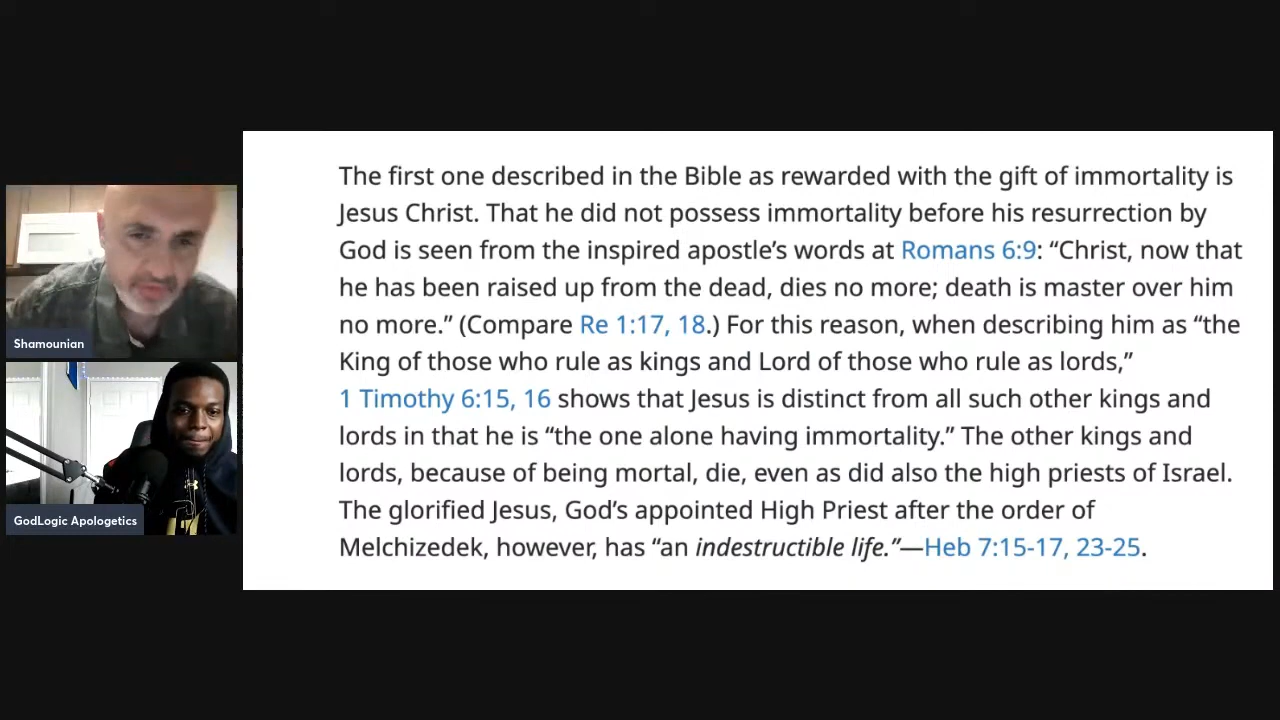 The first one described in the Bible as rewarded with the gift of immortality is
Jesus Christ. That he did not possess immortality before his resurrection by
God is seen from the inspired apostle’s words at Romans 6:9: “Christ, now that
he has been raised up from the dead, dies no more; death is master over him
no more.” (Compare Re 1:17, 18.) For this reason, when describing him as “the
King of those who rule as kings and Lord of those who rule as lords,”
1 Timothy 6:15, 16 shows that Jesus is distinct from all such other kings and
lords in that he is “the one alone having immortality.” The other kings and
lords, because of being mortal, die, even as did also the high priests of Israel.
The glorified Jesus, God’s appointed High Priest after the order of
Melchizedek, however, has “an indestructible life.”—Heb 7:15-17, 23-25.
Shamounian
GodLogic Apologetics